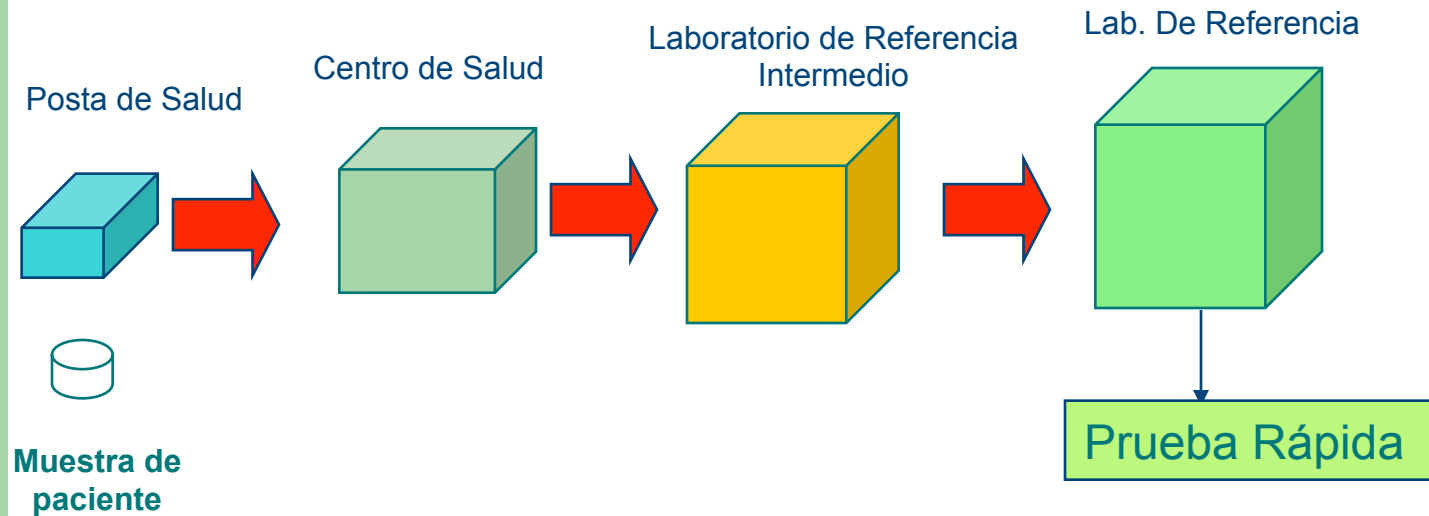 Posta de Salud
Centro de Salud
Laboratorio de Referencia
Intermedio
Lab. De Referencia
Muestra de
paciente
Prueba Rápida